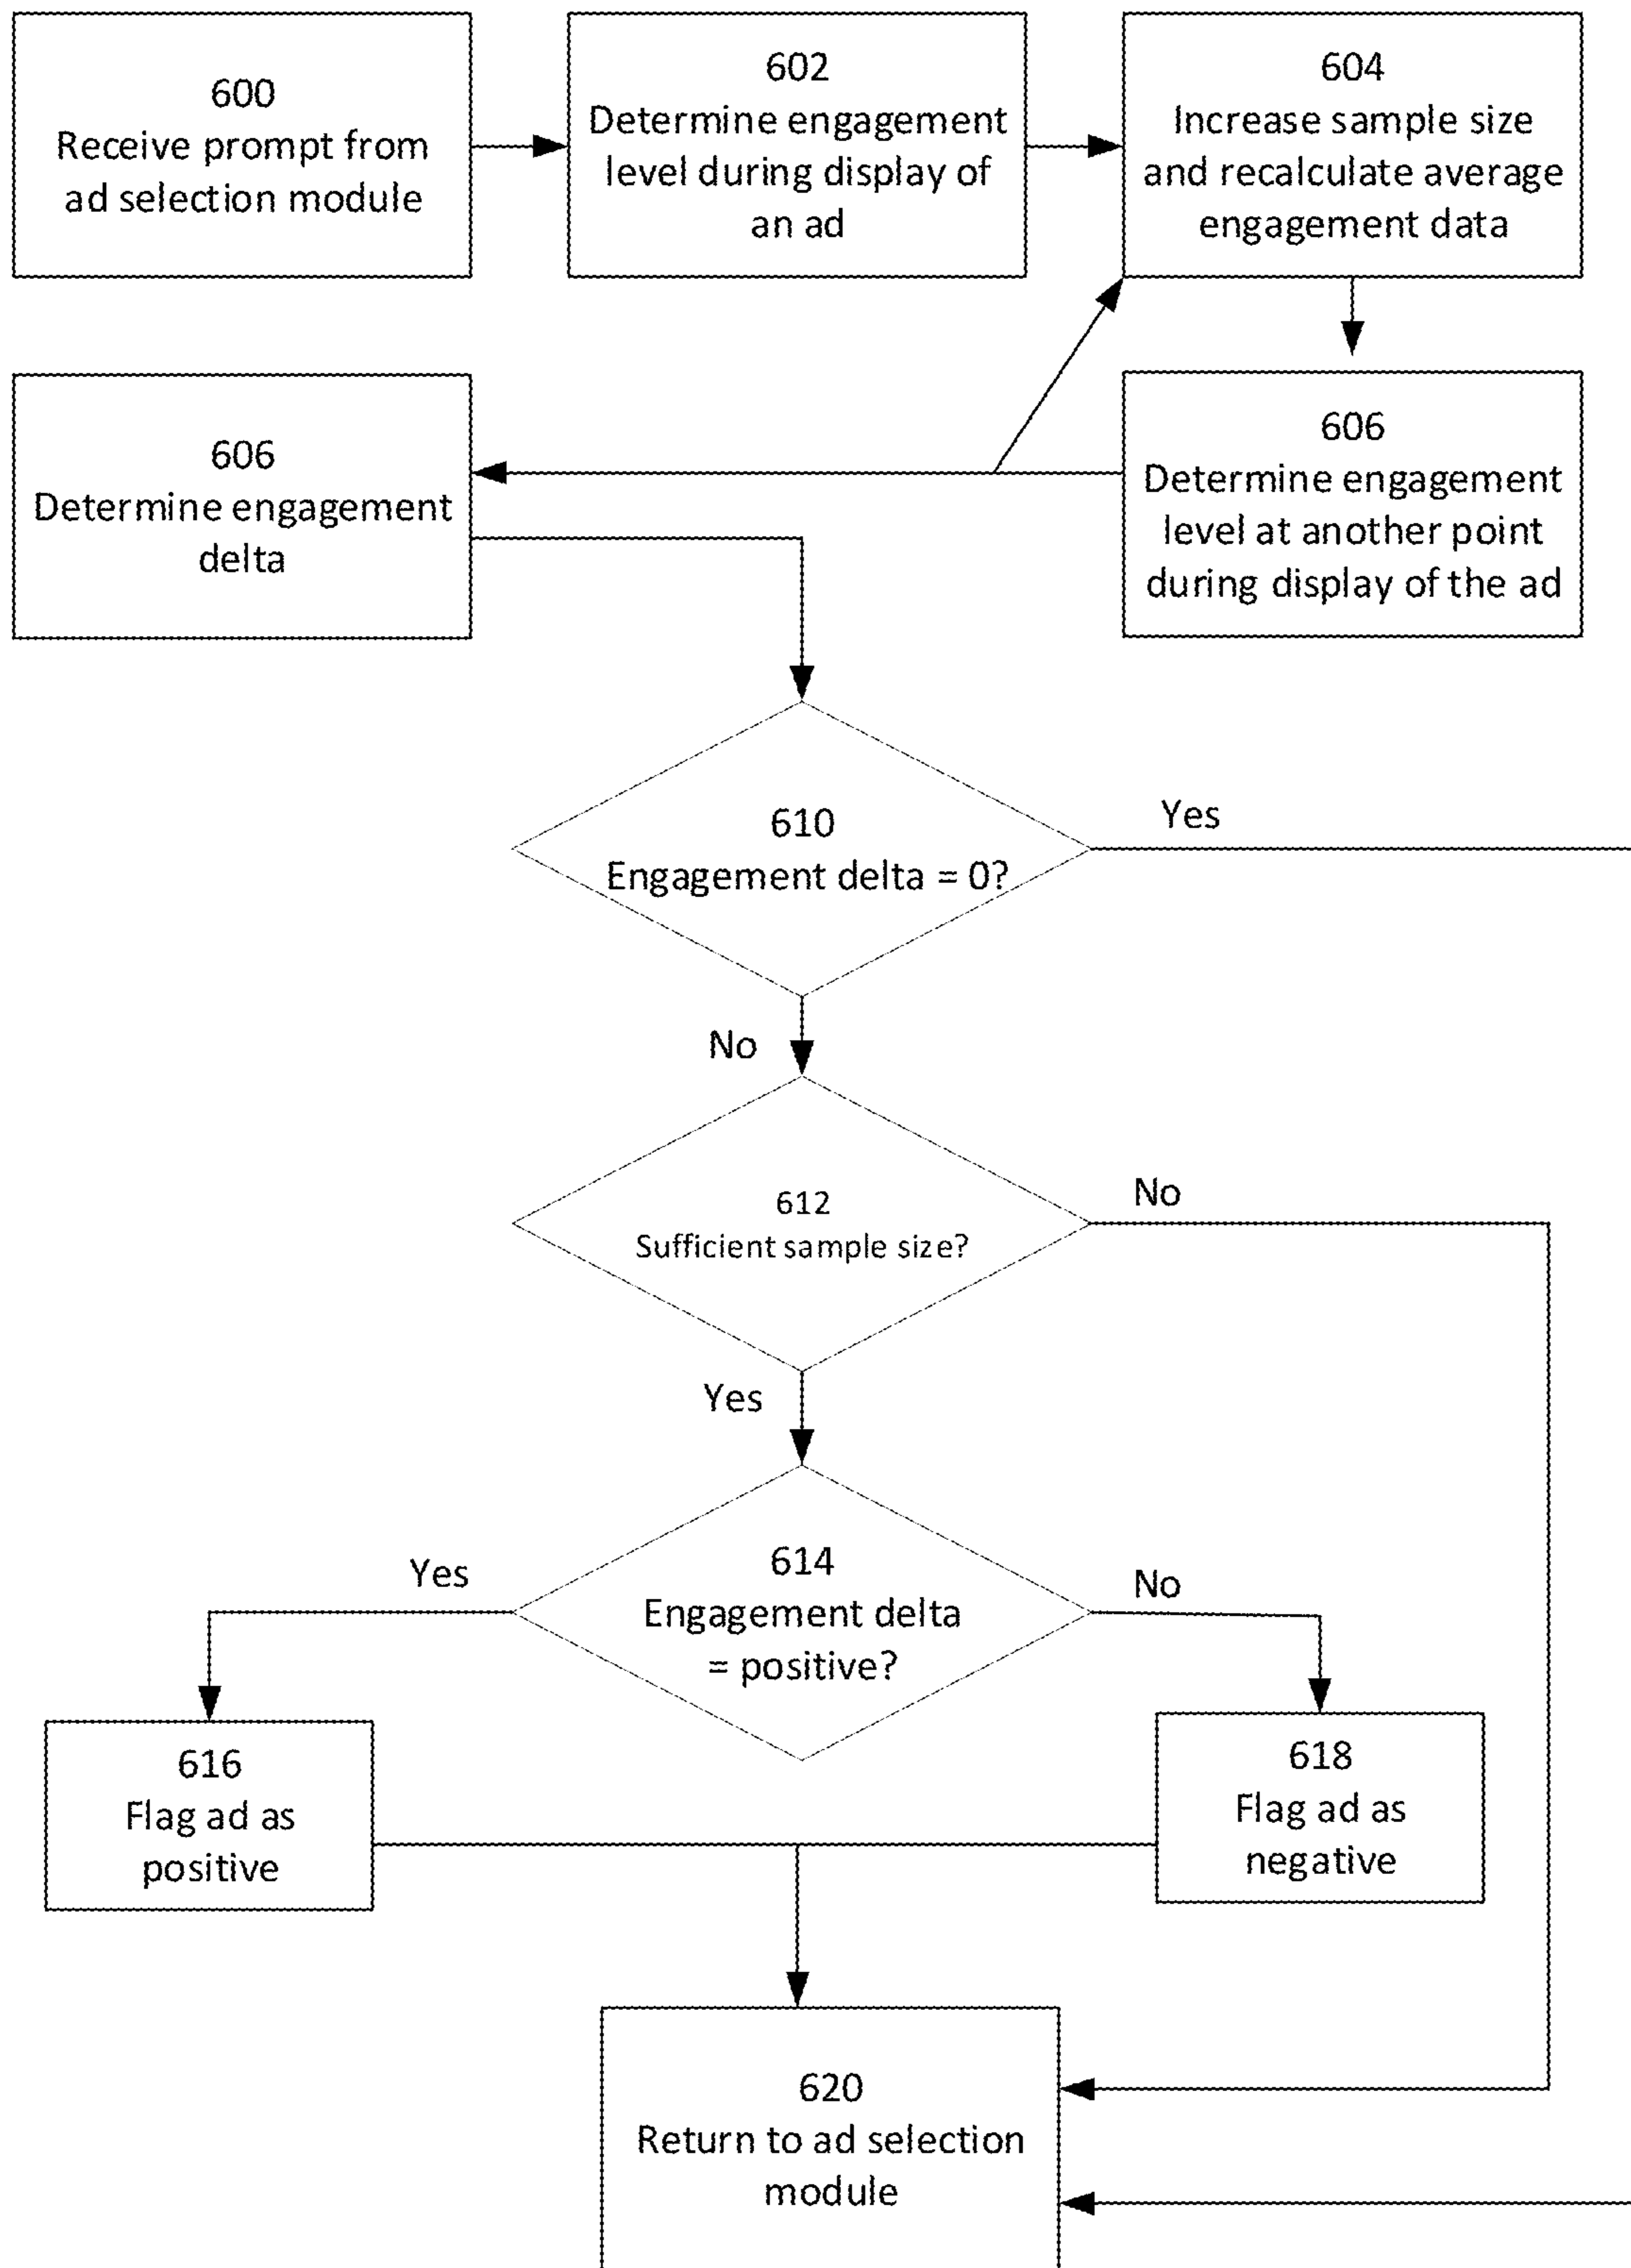 600
Receive prompt from
ad selection module
602
Determine engagement
level during display of
an ad
604
Increase sample size
and recalculate average
engagement data
606
Determine engagement
delta
606
Determine engagement
level at another point
during display of the ad
610
Engagement delta = 0?
Yes
No
612
Sufficient sample size?
No
Yes
614
Engagement delta
= positive?
Yes
No
616
Flag ad as
positive
618
Flag ad as
negative
620
Return to ad selection
module